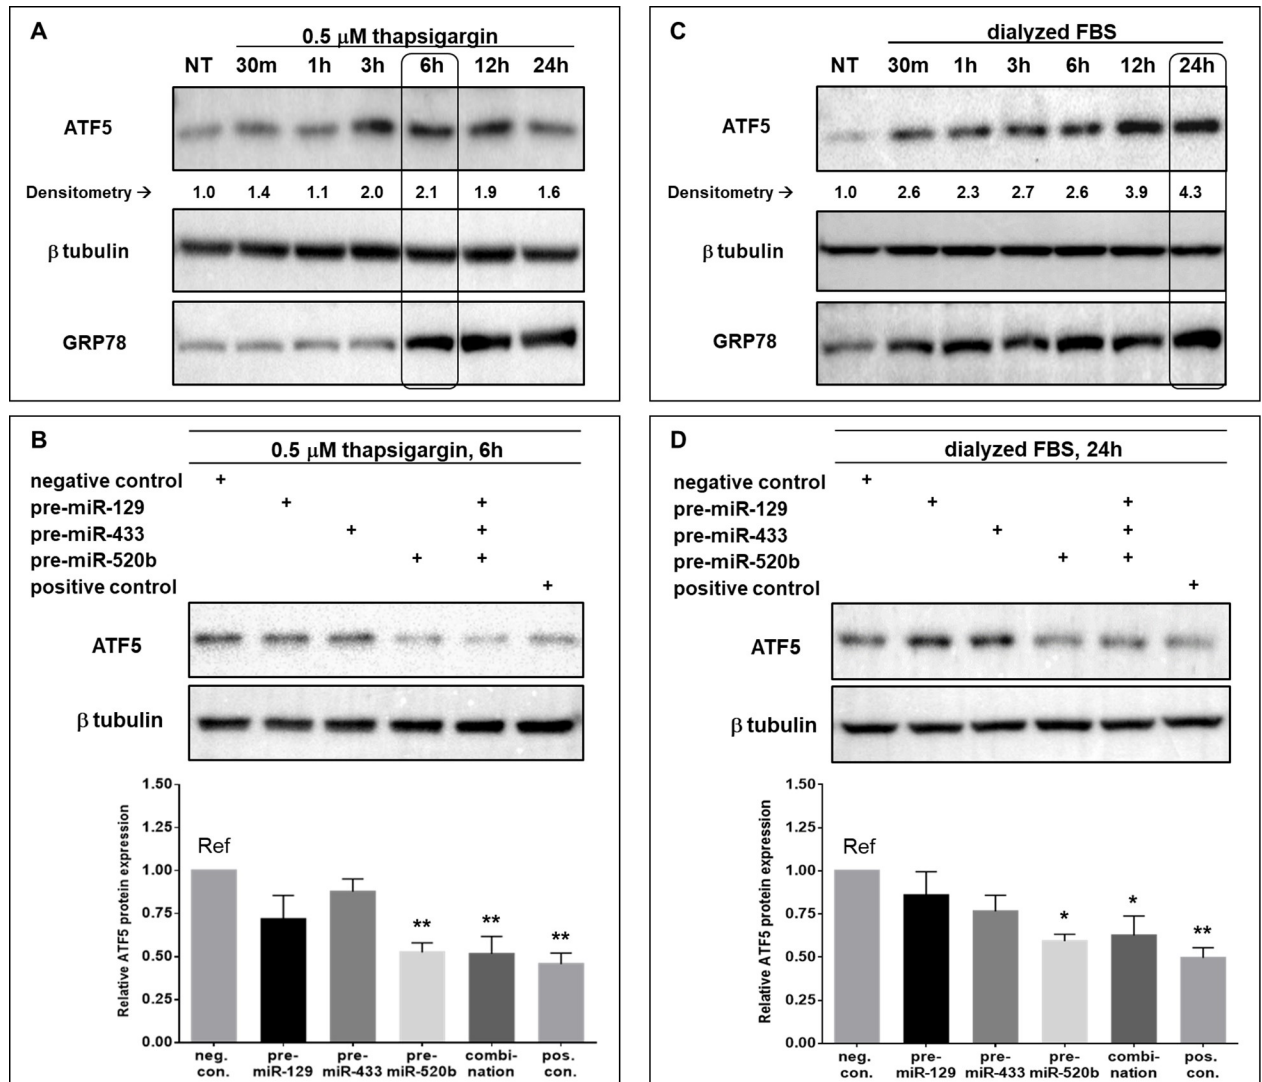 A
0.5 µM thapsigargin
NT 30m 1h 3h 6h 12h 24h
ATF5
Densitometry → 1.0 1.4 1.1 2.0 2.1 1.9 1.6
β tubulin
GRP78
C
dialyzed FBS
NT 30m 1h 3h 6h 12h 24h
ATF5
Densitometry → 1.0 2.6 2.3 2.7 2.6 3.9 4.3
β tubulin
GRP78
B
0.5 µM thapsigargin, 6h
negative control +
pre-miR-129 + +
pre-miR-433 + +
pre-miR-520b + +
positive control +
ATF5
β tubulin
Relative ATF5 protein expression
1.50
1.25
1.00
0.75
0.50
0.25
0.00
Ref
** ** **
neg. pre- pre- pre- combi- pos.
con. miR-129 miR-433 miR-520b nation con.
D
dialyzed FBS, 24h
negative control +
pre-miR-129 + +
pre-miR-433 + +
pre-miR-520b + +
positive control +
ATF5
β tubulin
Relative ATF5 protein expression
1.50
1.25
1.00
0.75
0.50
0.25
0.00
Ref
* * **
neg. pre- pre- pre- combi- pos.
con. miR-129 miR-433 miR-520b nation con.